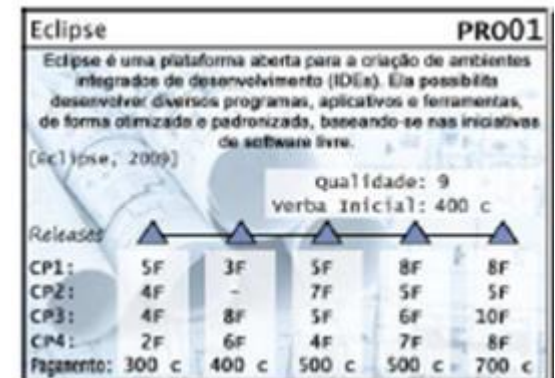 Eclipse PRO01
Eclipse é uma plataforma aberta para a criação de ambientes
integrados de desenvolvimento (IDEs). Ela possibilita
desenvolver diversos programas, aplicativos e ferramentas,
de forma otimizada e padronizada, baseando-se nas iniciativas
de software livre.
[Eclipse, 2009]
Qualidade: 9
Verba Inicial: 400 c
Releases
CP1: 5F 3F 5F 8F 8F
CP2: 4F - 7F 5F 5F
CP3: 4F 8F 5F 6F 10F
CP4: 2F 6F 4F 7F 8F
Pagamento: 300 c 400 c 500 c 500 c 700 c